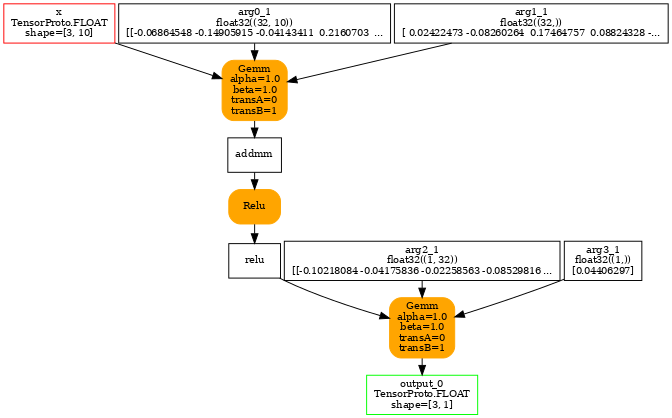 x
TensorProto.FLOAT
shape=[3, 10]
arg0_1
float32((32, 10))
[[-0.06864548 -0.14905915 -0.04143411  0.2160703  ...
arg1_1
float32((32,))
[ 0.02422473 -0.08260264  0.17464757  0.08824328 -...
Gemm
alpha=1.0
beta=1.0
transA=0
transB=1
addmm
Relu
relu
arg2_1
float32((1, 32))
[[-0.10218084 -0.04175836 -0.02258563 -0.08529816 ...
arg3_1
float32((1,))
[0.04406297]
Gemm
alpha=1.0
beta=1.0
transA=0
transB=1
output_0
TensorProto.FLOAT
shape=[3, 1]